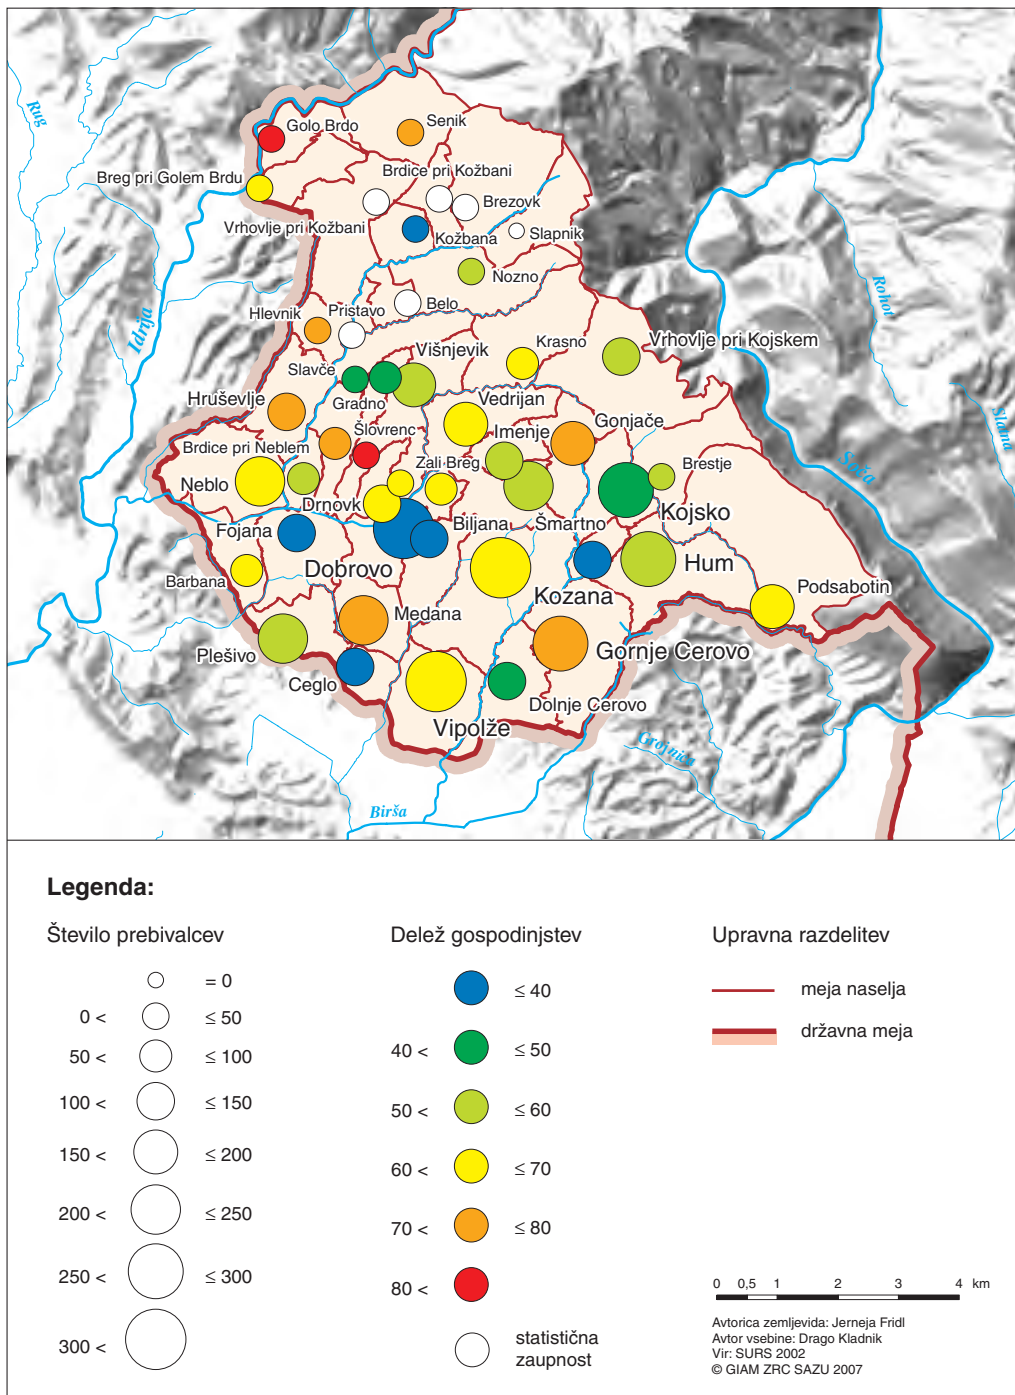 Rug
Golo Brdo
Senik
Brdice pri Kožbani
Breg pri Golem Brdu
Brezovk
Vrhovlje pri Kožbani
Kožbana
Slapnik
Nozno
Rohot
Idrija
Belo
Hlevnik
Pristavo
Krasno
Vrhovlje pri Kojskem
Višnjevik
Slavče
Hruševlje
Gradno
Vedrijan
Slama
Gonjače
Šlovrenc
Imenje
Brdice pri Neblem
Zali Breg
Brestje
Soča
Neblo
Drnovk
Kojsko
Fojana
Biljana
Šmartno
Dobrovo
Hum
Barbana
Kozana
Podsabotin
Medana
Plešivo
Gornje Cerovo
Ceglo
Dolnje Cerovo
Vipolže
Grojnica
Birša
Legenda:
Število prebivalcev
= 0
0 < ≤ 50
50 < ≤ 100
100 < ≤ 150
150 < ≤ 200
200 < ≤ 250
250 < ≤ 300
300 <
Delež gospodinjstev
≤ 40
40 < ≤ 50
50 < ≤ 60
60 < ≤ 70
70 < ≤ 80
80 <
statistična
zaupnost
Upravna razdelitev
meja naselja
državna meja
0 0,5 1 2 3 4 km
Avtorica zemljevida: Jerneja Fridl
Avtor vsebine: Drago Kladnik
Vir: SURS 2002
© GIAM ZRC SAZU 2007